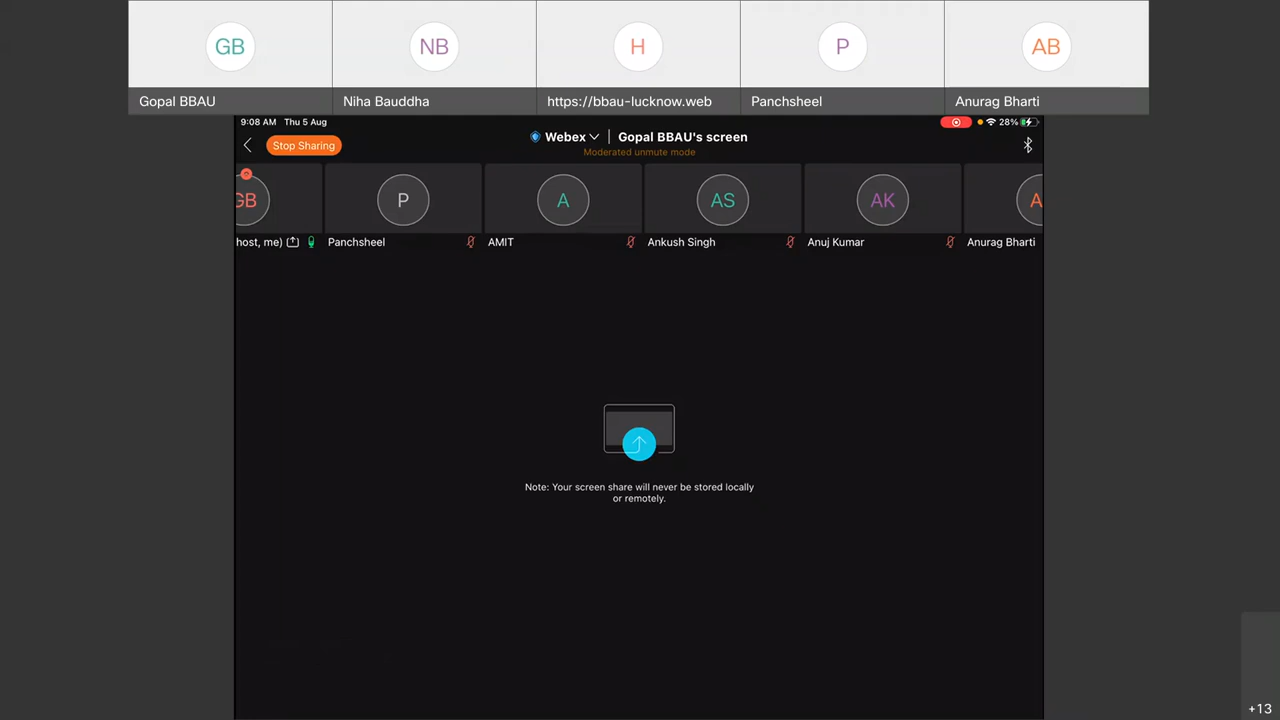 GB
NB
H
P
AB
Gopal BBAU
Niha Bauddha
https://bbau-lucknow.web
Panchsheel
Anurag Bharti
9:08 AM Thu 5 Aug
28%
Stop Sharing
Webex | Gopal BBAU's screen
Moderated unmute mode
GB
P
A
AS
AK
A
host, me)
Panchsheel
AMIT
Ankush Singh
Anuj Kumar
Anurag Bharti
Note: Your screen share will never be stored locally
or remotely.
+13